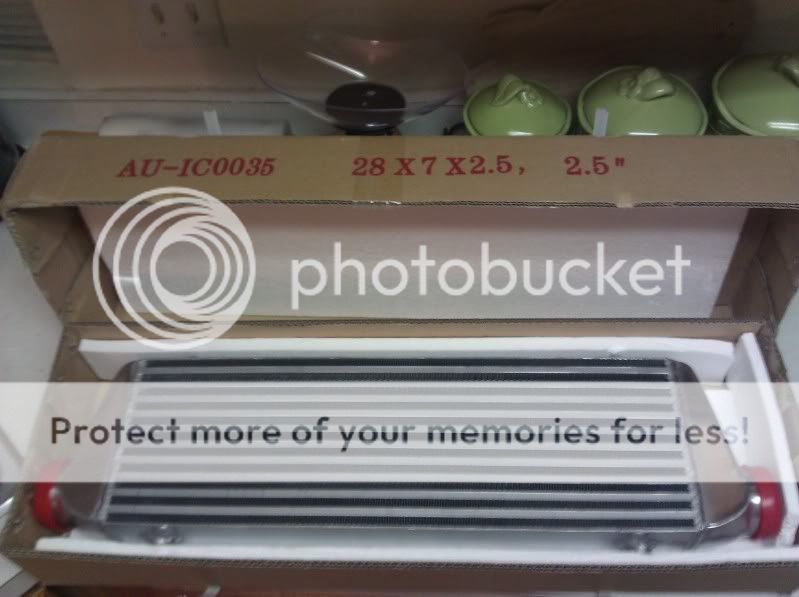 AU-IC0035 28 X 7 X 2.5, 2.5"
photobucket
Protect more of your memories for less!